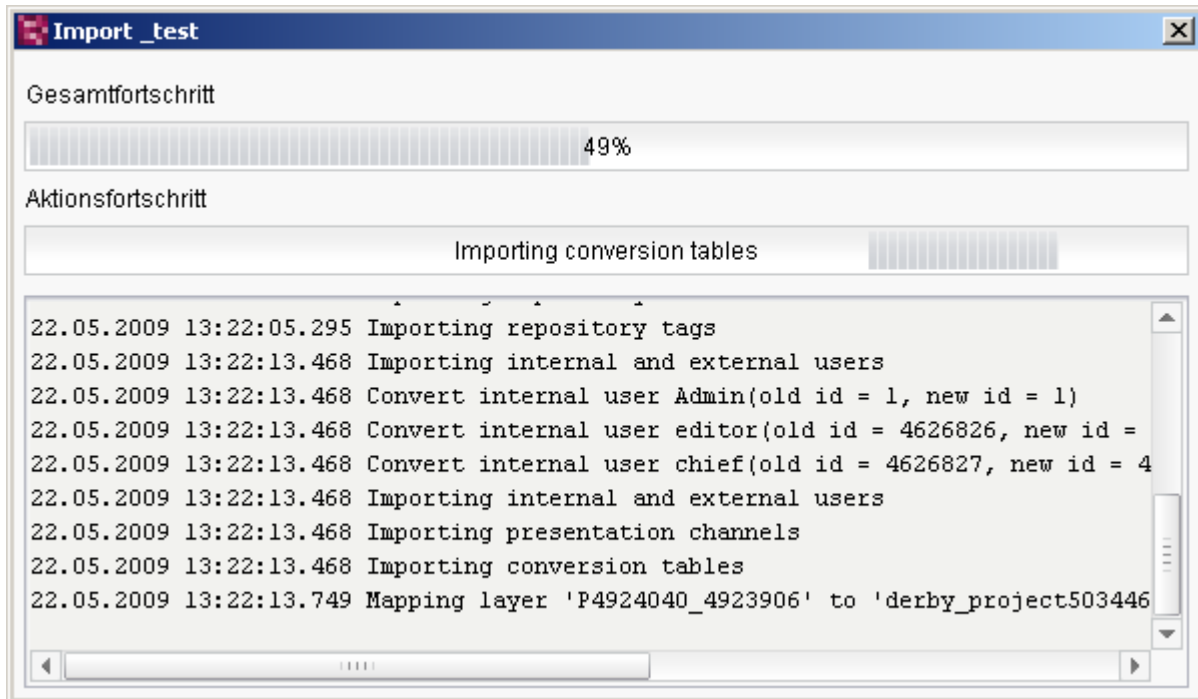 Import _test
Gesamtfortschritt
49%
Aktionsfortschritt
Importing conversion tables
22.05.2009 13:22:05.295 Importing repository tags
22.05.2009 13:22:13.468 Importing internal and external users
22.05.2009 13:22:13.468 Convert internal user Admin(old id = 1, new id = 1)
22.05.2009 13:22:13.468 Convert internal user editor(old id = 4626826, new id =
22.05.2009 13:22:13.468 Convert internal user chief(old id = 4626827, new id = 4
22.05.2009 13:22:13.468 Importing internal and external users
22.05.2009 13:22:13.468 Importing presentation channels
22.05.2009 13:22:13.468 Importing conversion tables
22.05.2009 13:22:13.749 Mapping layer 'P4924040_4923906' to 'derby_project503446